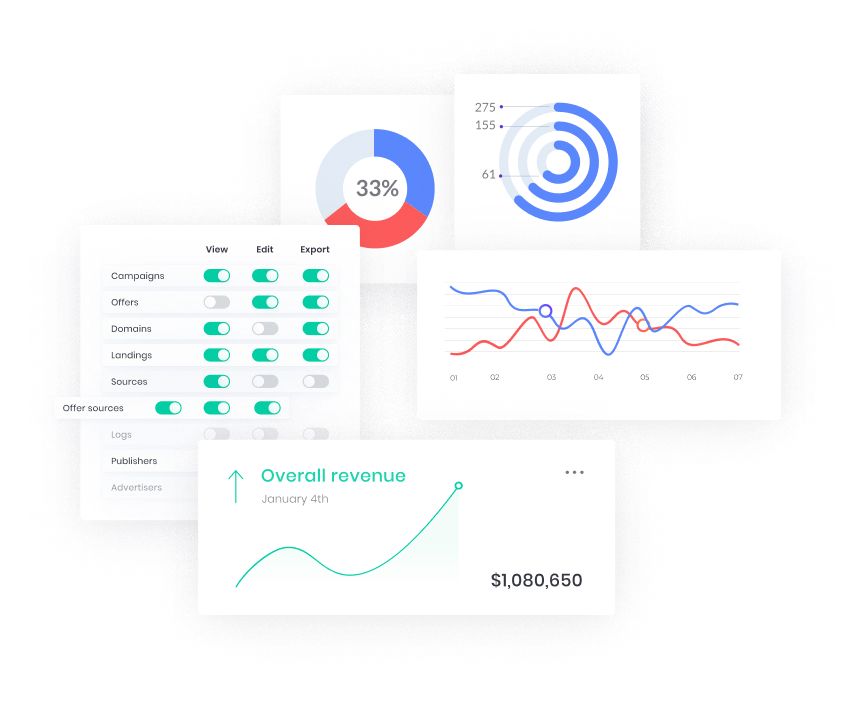 275
155
61
33%
View Edit Export
Campaigns
Offers
Domains
Landings
Sources
Offer sources
Logs
Publishers
Advertisers
01 02 03 04 05 06 07
Overall revenue
January 4th
$1,080,650